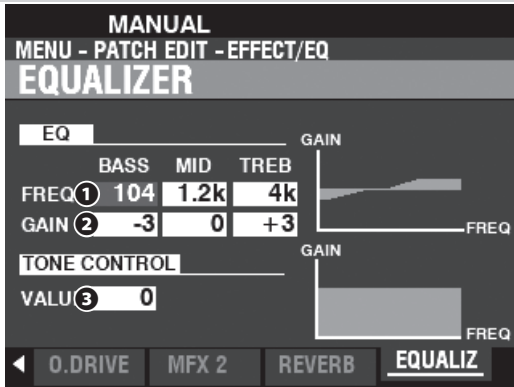 MANUAL
MENU - PATCH EDIT - EFFECT/EQ
EQUALIZER
EQ
GAIN
BASS MID TREB
FREQ 1 104 1.2k 4k
GAIN 2 -3 0 +3
FREQ
TONE CONTROL
GAIN
VALU 3 0
FREQ
O.DRIVE MFX 2 REVERB EQUALIZ